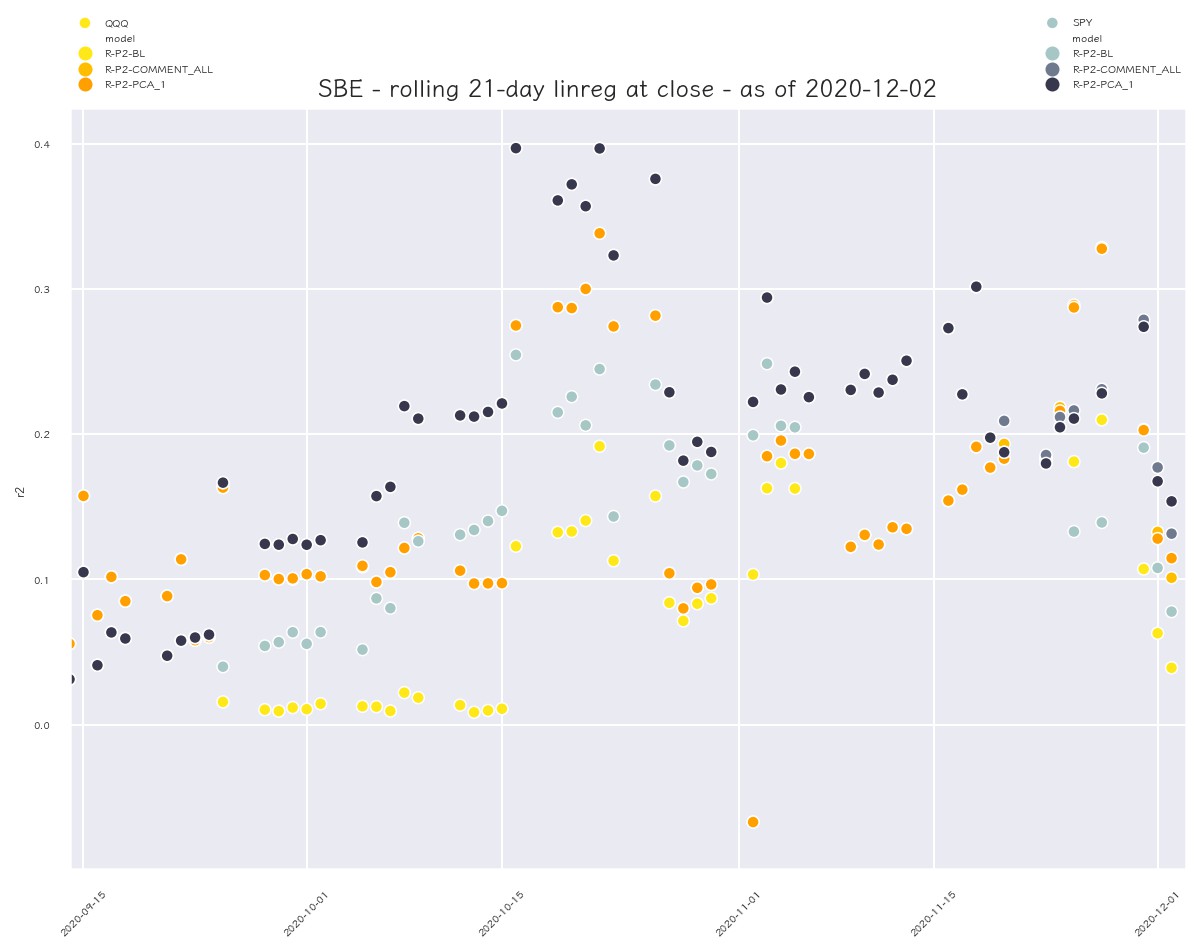 QQQ
model
R-P2-BL
R-P2-COMMENT_ALL
R-P2-PCA_1
SPY
model
R-P2-BL
R-P2-COMMENT_ALL
R-P2-PCA_1
SBE - rolling 21-day linreg at close - as of 2020-12-02
0.4
0.3
0.2
0.1
0.0
r2
2020-09-15
2020-10-01
2020-10-15
2020-11-01
2020-11-15
2020-12-01